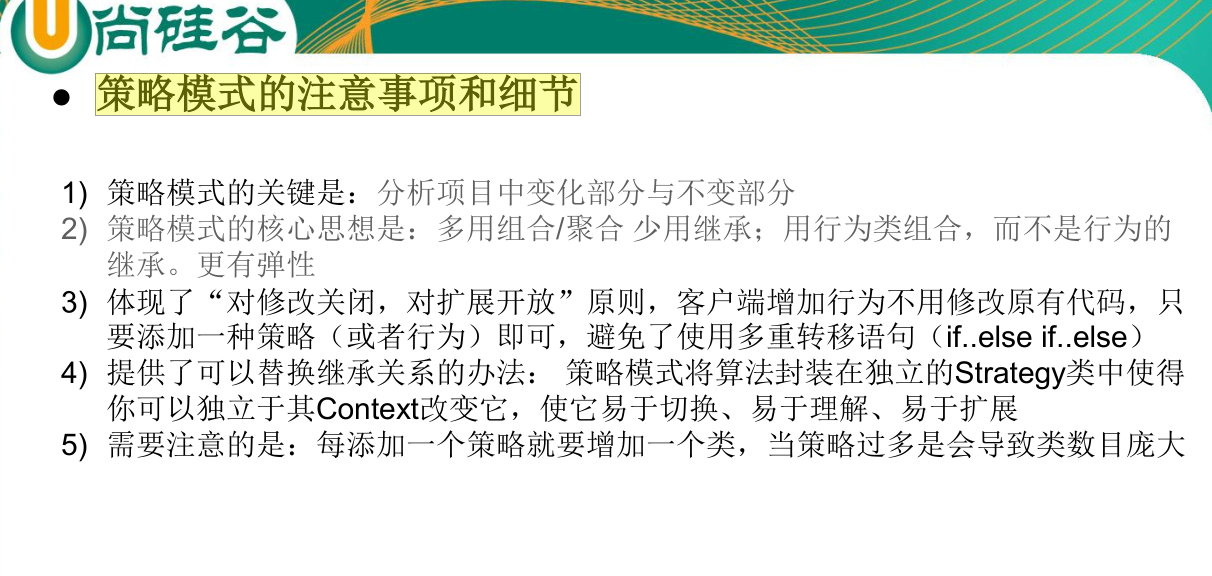 尚硅谷
● 策略模式的注意事项和细节
1) 策略模式的关键是：分析项目中变化部分与不变部分
2) 策略模式的核心思想是：多用组合/聚合 少用继承；用行为类组合，而不是行为的
继承。更有弹性
3) 体现了“对修改关闭，对扩展开放”原则，客户端增加行为不用修改原有代码，只
要添加一种策略（或者行为）即可，避免了使用多重转移语句（if..else if..else）
4) 提供了可以替换继承关系的办法： 策略模式将算法封装在独立的Strategy类中使得
你可以独立于其Context改变它，使它易于切换、易于理解、易于扩展
5) 需要注意的是：每添加一个策略就要增加一个类，当策略过多是会导致类数目庞大